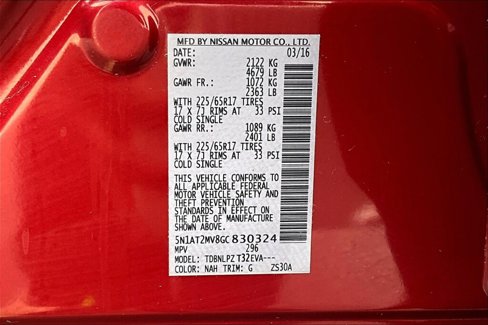 MFD BY NISSAN MOTOR CO., LTD.
DATE: 03/16
GVWR: 2122 KG
4679 LB
GAWR FR.: 1072 KG
2363 LB
WITH 225/65R17 TIRES
17 X 7J RIMS AT 33 PSI
COLD SINGLE
GAWR RR.: 1089 KG
2401 LB
WITH 225/65R17 TIRES
17 X 7J RIMS AT 33 PSI
COLD SINGLE
THIS VEHICLE CONFORMS TO
ALL APPLICABLE FEDERAL
MOTOR VEHICLE SAFETY AND
THEFT PREVENTION
STANDARDS IN EFFECT ON
THE DATE OF MANUFACTURE
SHOWN ABOVE.
5N1AT2MV8GC830324
MPV 296
MODEL: TDBNLPZ T32EVA---
COLOR: NAH TRIM: G ZS30A